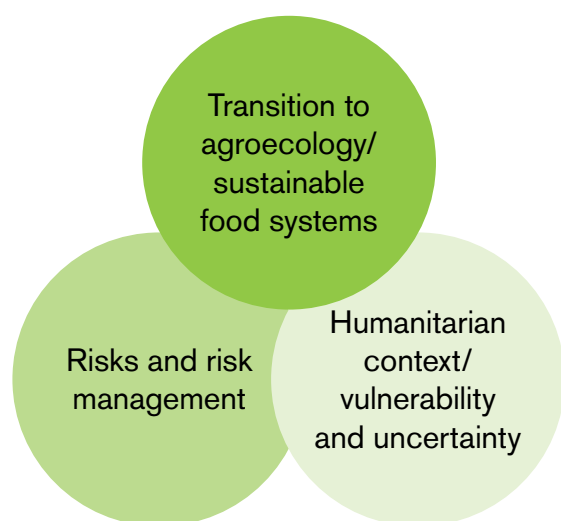 Transition to
agroecology/
sustainable
food systems
Risks and risk
management
Humanitarian
context/
vulnerability
and uncertainty